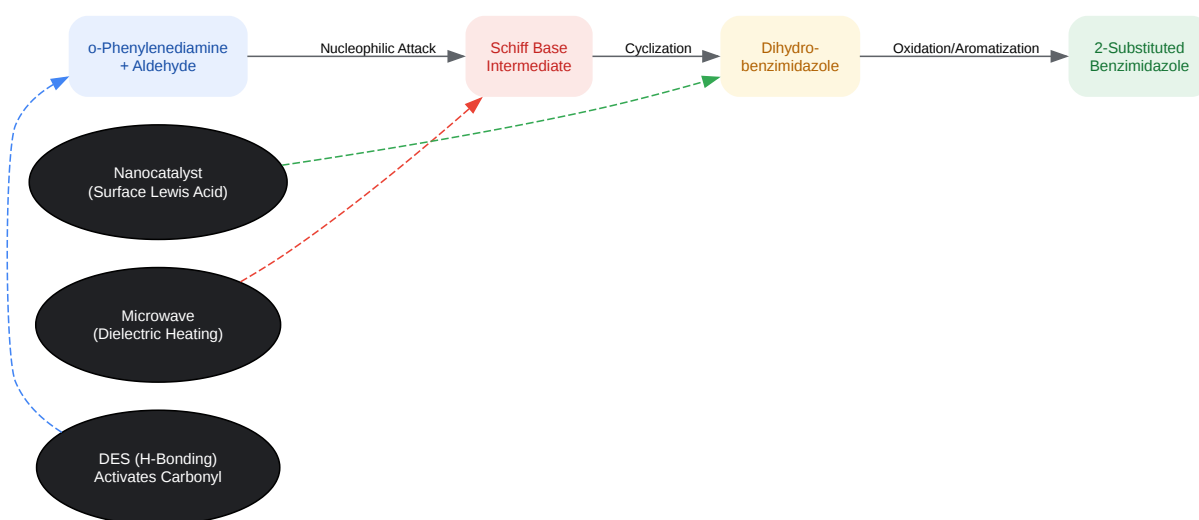 o-Phenylenediamine
+ Aldehyde
Nucleophilic Attack
Schiff Base
Intermediate
Cyclization
Dihydro-
benzimidazole
Oxidation/Aromatization
2-Substituted
Benzimidazole
Nanocatalyst
(Surface Lewis Acid)
Microwave
(Dielectric Heating)
DES (H-Bonding)
Activates Carbonyl